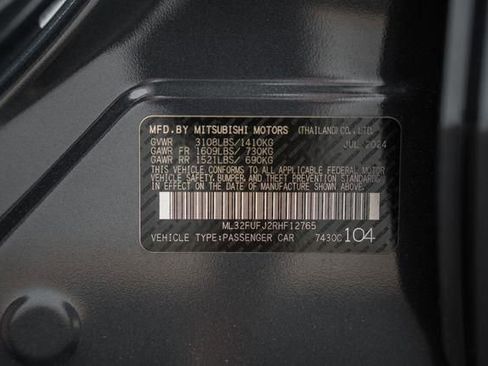 MFD.BY MITSUBISHI MOTORS (THAILAND)CO.,LTD.
GVWR 3108LBS/1410KG JUL.2024
GAWR FR 1609LBS/ 730KG
GAWR RR 1521LBS/ 690KG
THIS VEHICLE CONFORMS TO ALL APPLICABLE FEDERAL MOTOR
VEHICLE SAFETY, BUMPER, AND THEFT PREVENTION STANDARDS
IN EFFECT ON THE DATE OF MANUFACTURE SHOWN ABOVE.
ML32FUFJ2RHF12765
VEHICLE TYPE:PASSENGER CAR 7430C 104